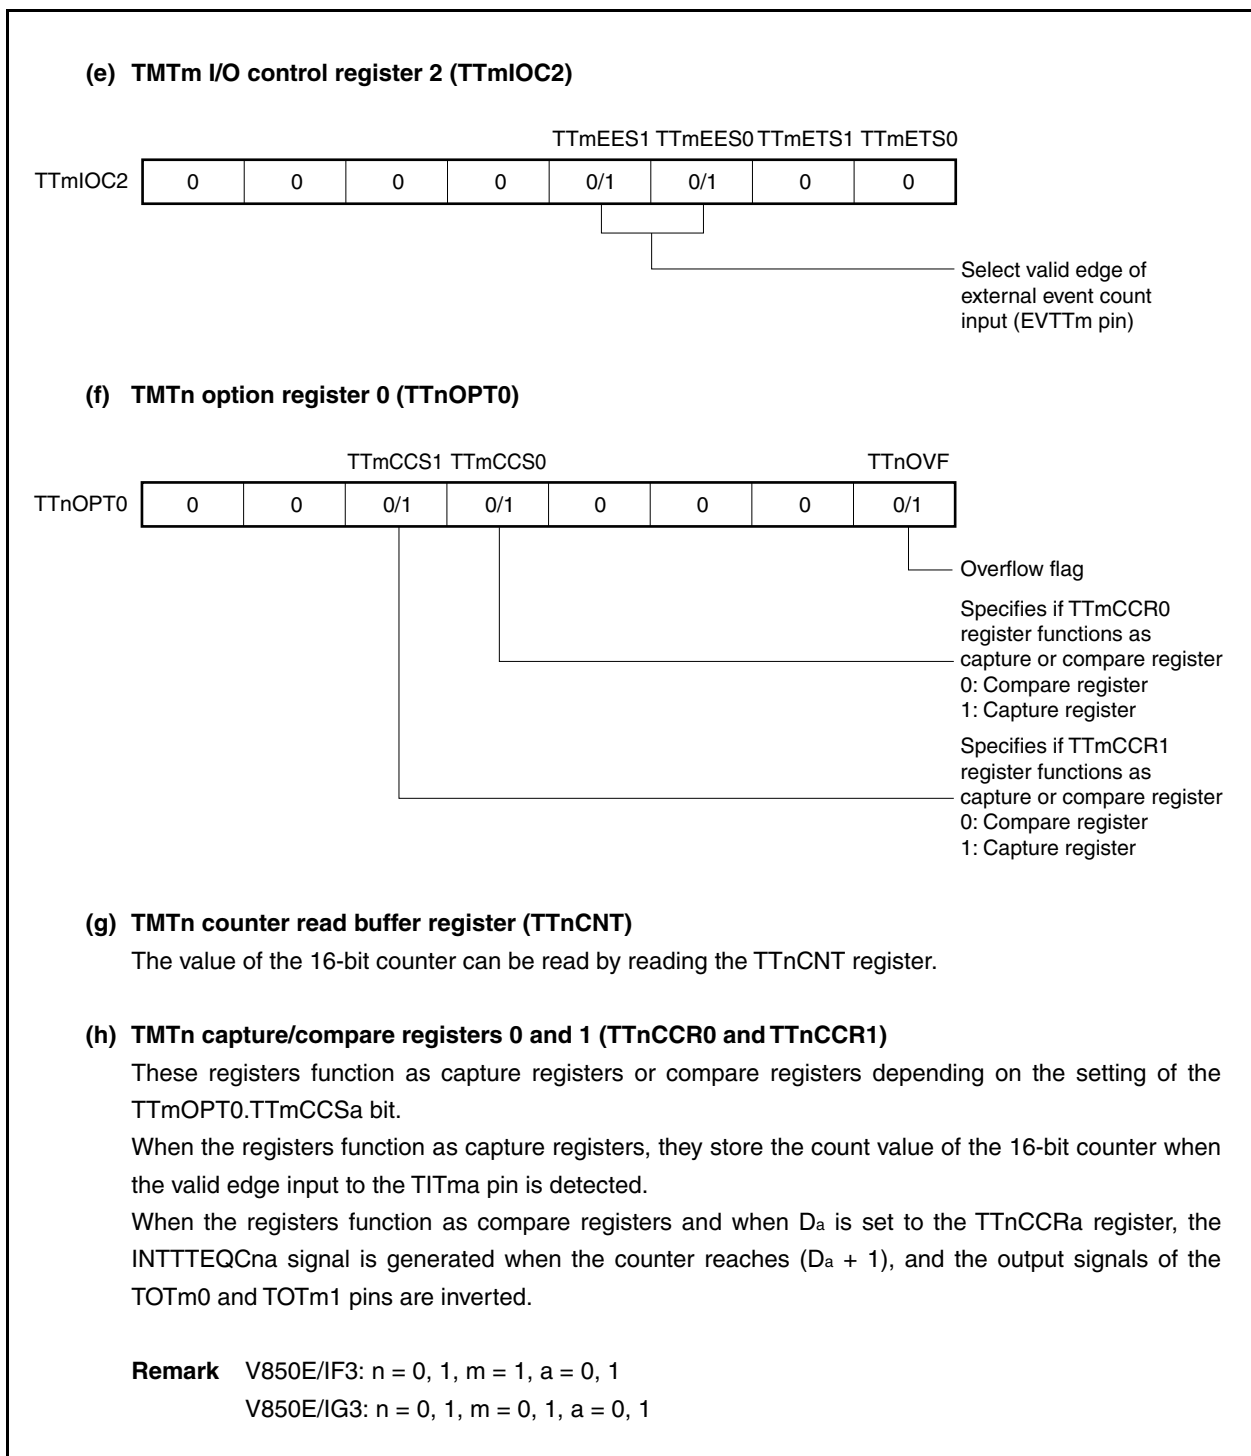 (e) TMTm I/O control register 2 (TTmIOC2)
TTmEES1 TTmEES0 TTmETS1 TTmETS0
TTmIOC2 0 0 0 0 0/1 0/1 0 0
Select valid edge of
external event count
input (EVTTm pin)
(f) TMTn option register 0 (TTnOPT0)
TTmCCS1 TTmCCS0 TTnOVF
TTnOPT0 0 0 0/1 0/1 0 0 0 0/1
Overflow flag
Specifies if TTmCCR0
register functions as
capture or compare register
0: Compare register
1: Capture register
Specifies if TTmCCR1
register functions as
capture or compare register
0: Compare register
1: Capture register
(g) TMTn counter read buffer register (TTnCNT)
The value of the 16-bit counter can be read by reading the TTnCNT register.
(h) TMTn capture/compare registers 0 and 1 (TTnCCR0 and TTnCCR1)
These registers function as capture registers or compare registers depending on the setting of the
TTmOPT0.TTmCCSa bit.
When the registers function as capture registers, they store the count value of the 16-bit counter when
the valid edge input to the TITma pin is detected.
When the registers function as compare registers and when Da is set to the TTnCCRa register, the
INTTTEQCna signal is generated when the counter reaches (Da + 1), and the output signals of the
TOTm0 and TOTm1 pins are inverted.
Remark V850E/IF3: n = 0, 1, m = 1, a = 0, 1
V850E/IG3: n = 0, 1, m = 0, 1, a = 0, 1